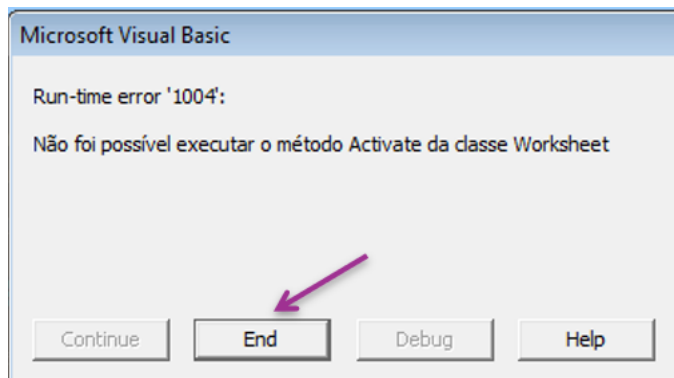 Microsoft Visual Basic
Run-time error '1004':
Não foi possível executar o método Activate da classe Worksheet
Continue
End
Debug
Help